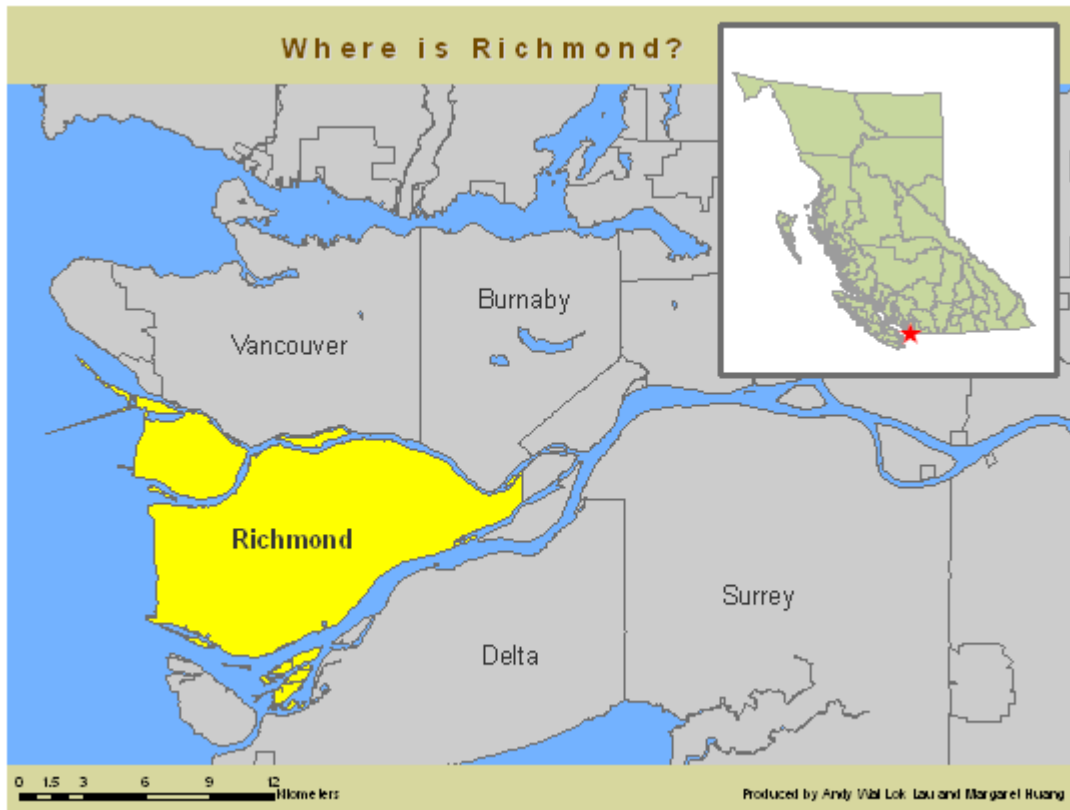 Where is Richmond?
Burnaby
Vancouver
Richmond
Surrey
Delta
0 1.5 3 6 9 12
Kilometers
Produced by Andy Wai Lok Lau and Margaret Huang